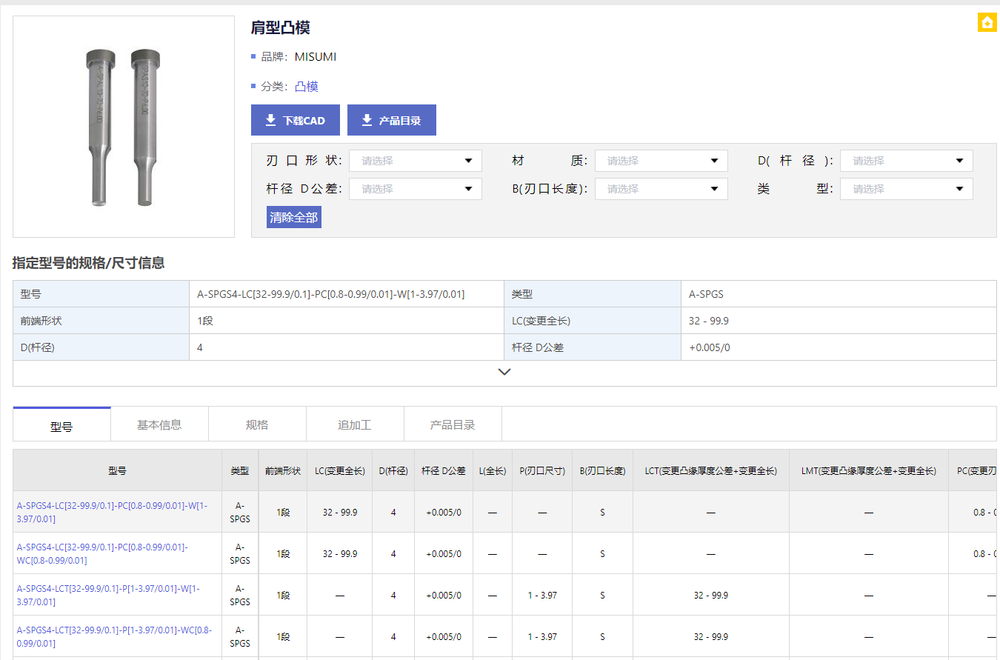 肩型凸模
品牌: MISUMI
分类: 凸模
下载CAD 产品目录
刃口形状: 请选择 材质: 请选择 D(杆径): 请选择
杆径 D公差: 请选择 B(刃口长度): 请选择 类型: 请选择
清除全部
指定型号的规格/尺寸信息
型号 A-SPGS4-LC[32-99.9/0.1]-PC[0.8-0.99/0.01]-W[1-3.97/0.01] 类型 A-SPGS
前端形状 1段 LC(变更全长) 32 - 99.9
D(杆径) 4 杆径 D公差 +0.005/0
型号 基本信息 规格 追加工 产品目录
型号 类型 前端形状 LC(变更全长) D(杆径) 杆径 D公差 L(全长) P(刃口尺寸) B(刃口长度) LCT(变更凸缘厚度公差+变更全长) LMT(变更凸缘厚度公差+变更全长) PC(变更刃
A-SPGS4-LC[32-99.9/0.1]-PC[0.8-0.99/0.01]-W[1-
3.97/0.01] A-
SPGS 1段 32 - 99.9 4 +0.005/0 — — S — — 0.8 - 0
A-SPGS4-LC[32-99.9/0.1]-PC[0.8-0.99/0.01]-
WC[0.8-0.99/0.01] A-
SPGS 1段 32 - 99.9 4 +0.005/0 — — S — — 0.8 - 0
A-SPGS4-LCT[32-99.9/0.1]-P[1-3.97/0.01]-W[1-
3.97/0.01] A-
SPGS 1段 — 4 +0.005/0 — 1 - 3.97 S 32 - 99.9 — —
A-SPGS4-LCT[32-99.9/0.1]-P[1-3.97/0.01]-WC[0.8-
0.99/0.01] A-
SPGS 1段 — 4 +0.005/0 — 1 - 3.97 S 32 - 99.9 — —